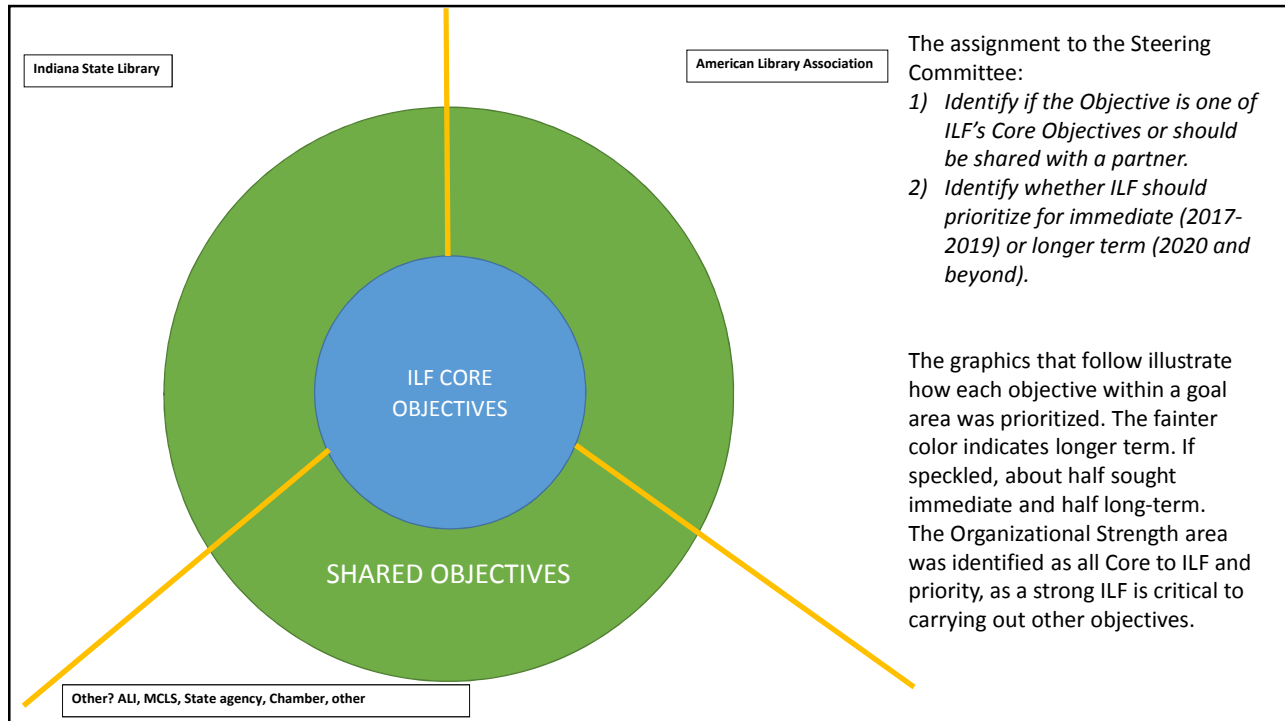 Indiana State Library
American Library Association
ILF CORE
OBJECTIVES
SHARED OBJECTIVES
Other? ALI, MCLS, State agency, Chamber, other
The assignment to the Steering
Committee:
1) Identify if the Objective is one of
ILF's Core Objectives or should
be shared with a partner.
2) Identify whether ILF should
prioritize for immediate (2017-
2019) or longer term (2020 and
beyond).
The graphics that follow illustrate
how each objective within a goal
area was prioritized. The fainter
color indicates longer term. If
speckled, about half sought
immediate and half long-term.
The Organizational Strength area
was identified as all Core to ILF and
priority, as a strong ILF is critical to
carrying out other objectives.